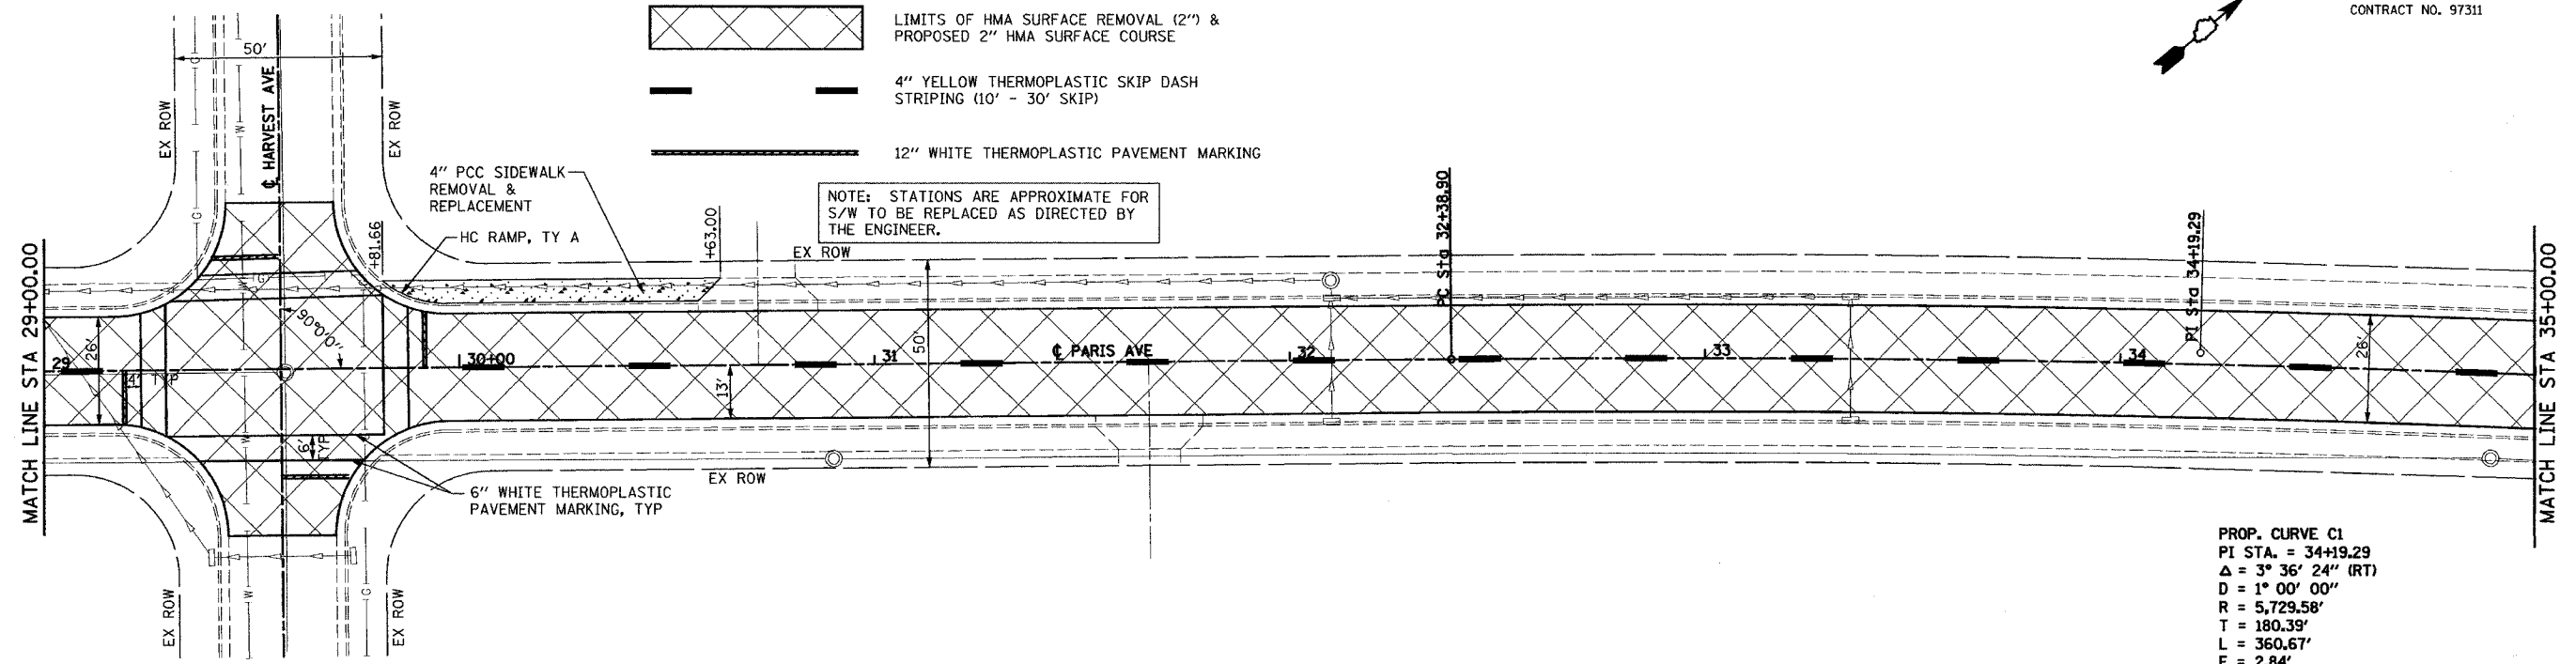 LIMITS OF HMA SURFACE REMOVAL (2") &
PROPOSED 2" HMA SURFACE COURSE
4" YELLOW THERMOPLASTIC SKIP DASH
STRIPING (10' - 30' SKIP)
12" WHITE THERMOPLASTIC PAVEMENT MARKING
CONTRACT NO. 97311
NOTE: STATIONS ARE APPROXIMATE FOR
S/W TO BE REPLACED AS DIRECTED BY
THE ENGINEER.
50'
EX ROW
℄ HARVEST AVE
EX ROW
G
W
G
W
G
4" PCC SIDEWALK
REMOVAL &
REPLACEMENT
HC RAMP, TY A
+81.66
+63.00
EX ROW
PC Sta 32+38.90
PI Sta 34+19.29
MATCH LINE STA 29+00.00
MATCH LINE STA 35+00.00
29
26'
4' TYP
90°0'0"
30+00
31
50'
13'
℄ PARIS AVE
32
33
34
26'
6'
TYP
W
G
6" WHITE THERMOPLASTIC
PAVEMENT MARKING, TYP
EX ROW
EX ROW
W
G
EX ROW
PROP. CURVE C1
PI STA. = 34+19.29
Δ = 3° 36' 24" (RT)
D = 1° 00' 00"
R = 5,729.58'
T = 180.39'
L = 360.67'
E = 2.84'